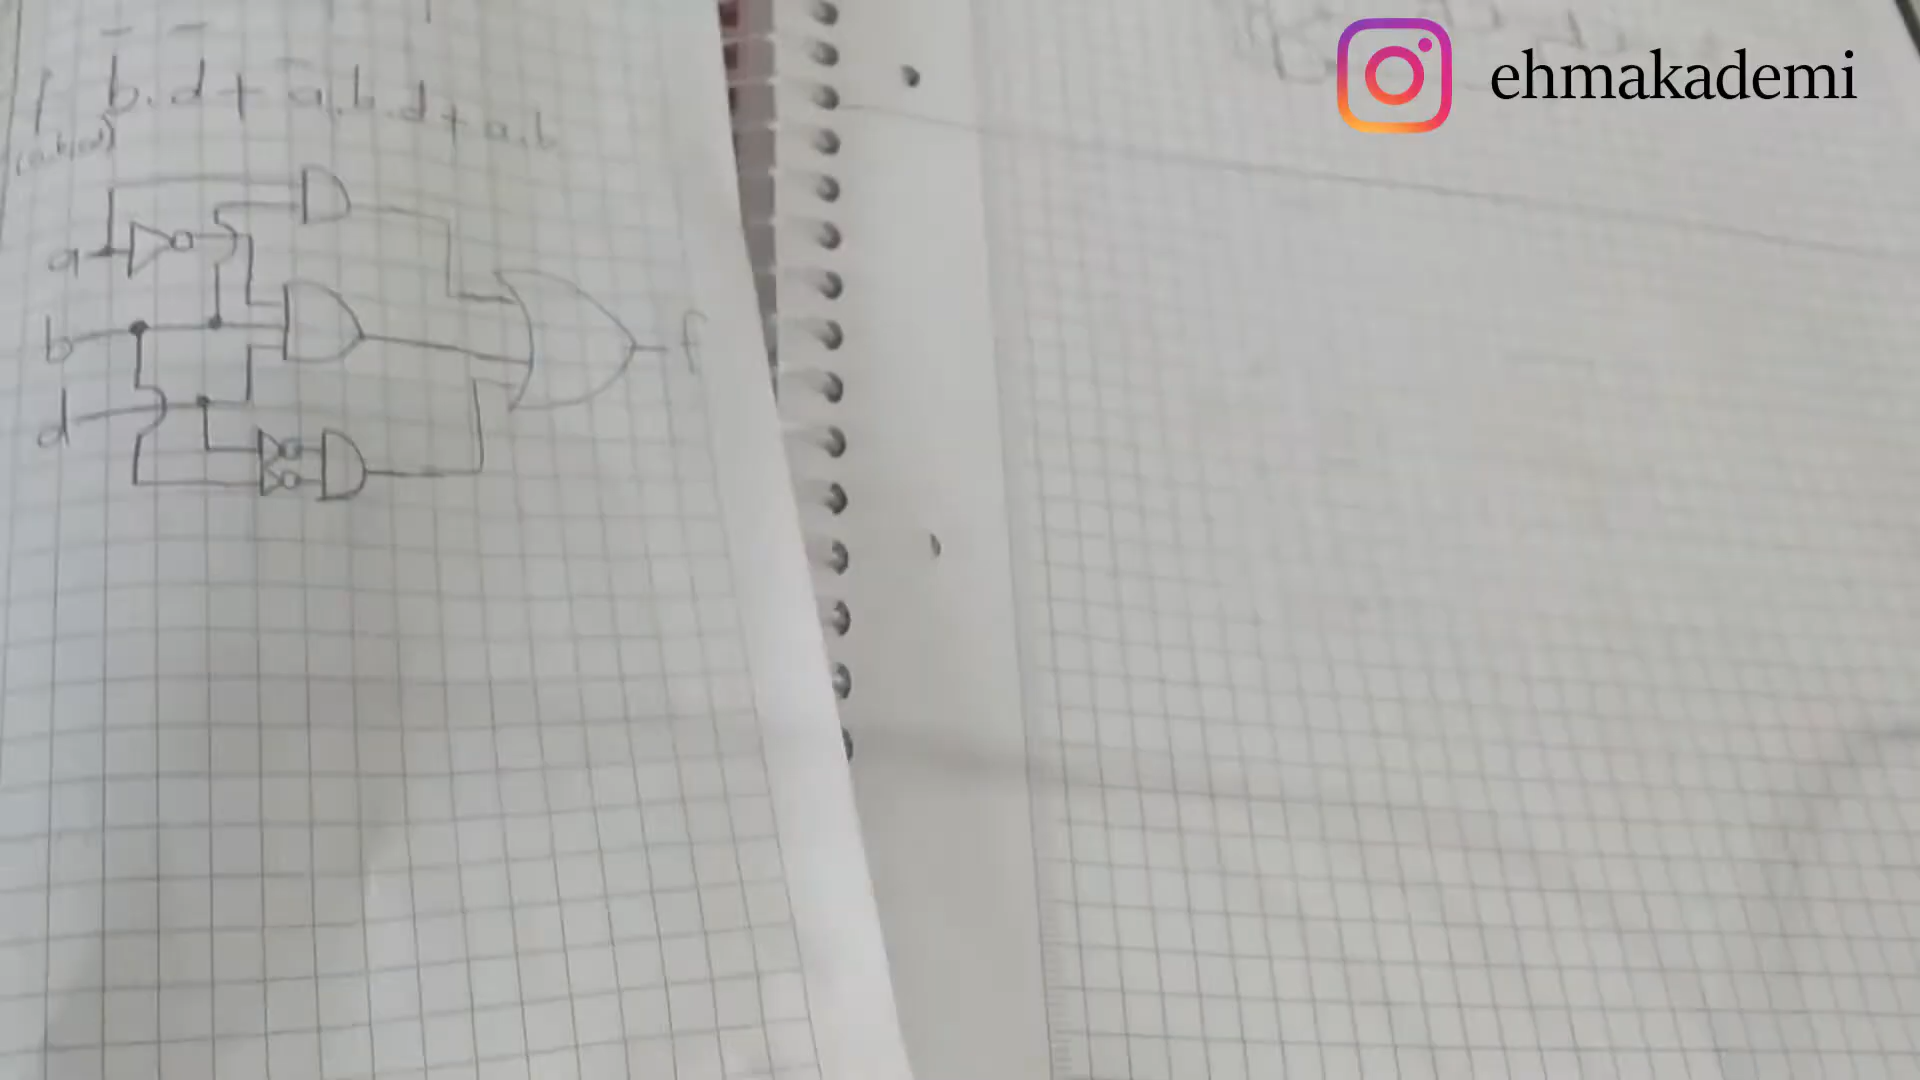 ehmakademi
f b̅.d̅ + a̅.b.d + a.b
(a,b,d)
a
b
d
f